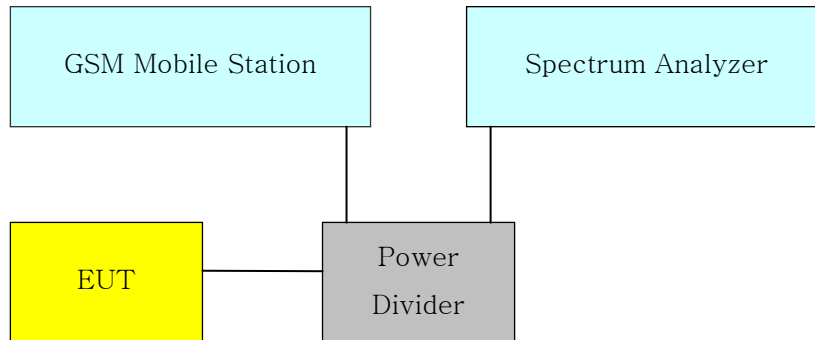 GSM Mobile Station
Spectrum Analyzer
EUT
Power
Divider